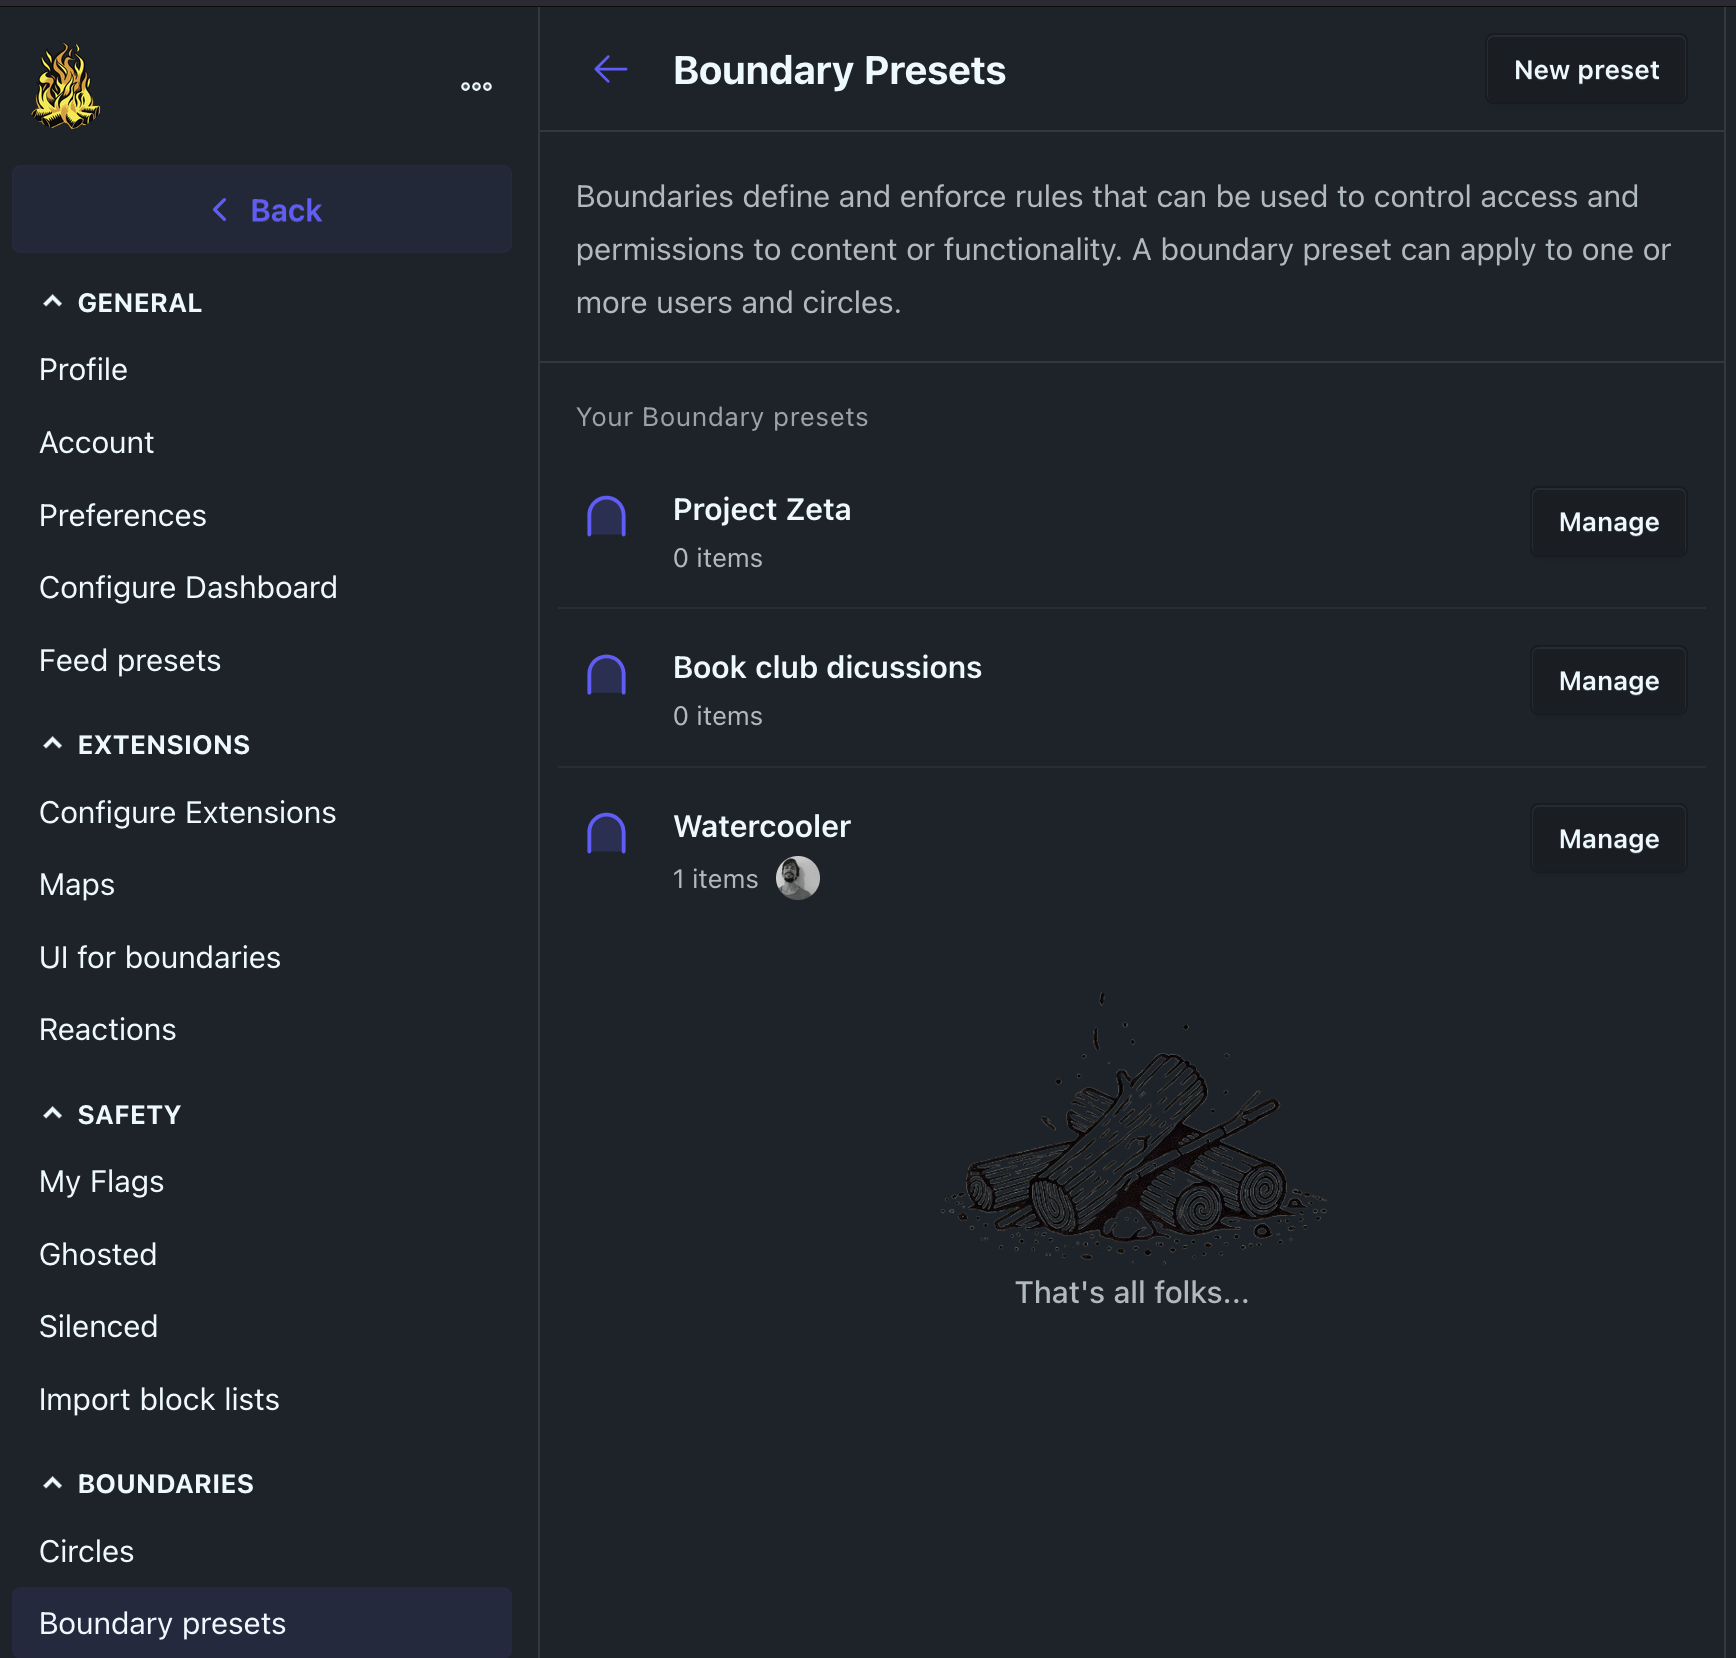 Back
GENERAL
Profile
Account
Preferences
Configure Dashboard
Feed presets
EXTENSIONS
Configure Extensions
Maps
UI for boundaries
Reactions
SAFETY
My Flags
Ghosted
Silenced
Import block lists
BOUNDARIES
Circles
Boundary presets
Boundary Presets
New preset
Boundaries define and enforce rules that can be used to control access and
permissions to content or functionality. A boundary preset can apply to one or
more users and circles.
Your Boundary presets
Project Zeta
0 items
Manage
Book club dicussions
0 items
Manage
Watercooler
1 items
Manage
That's all folks...